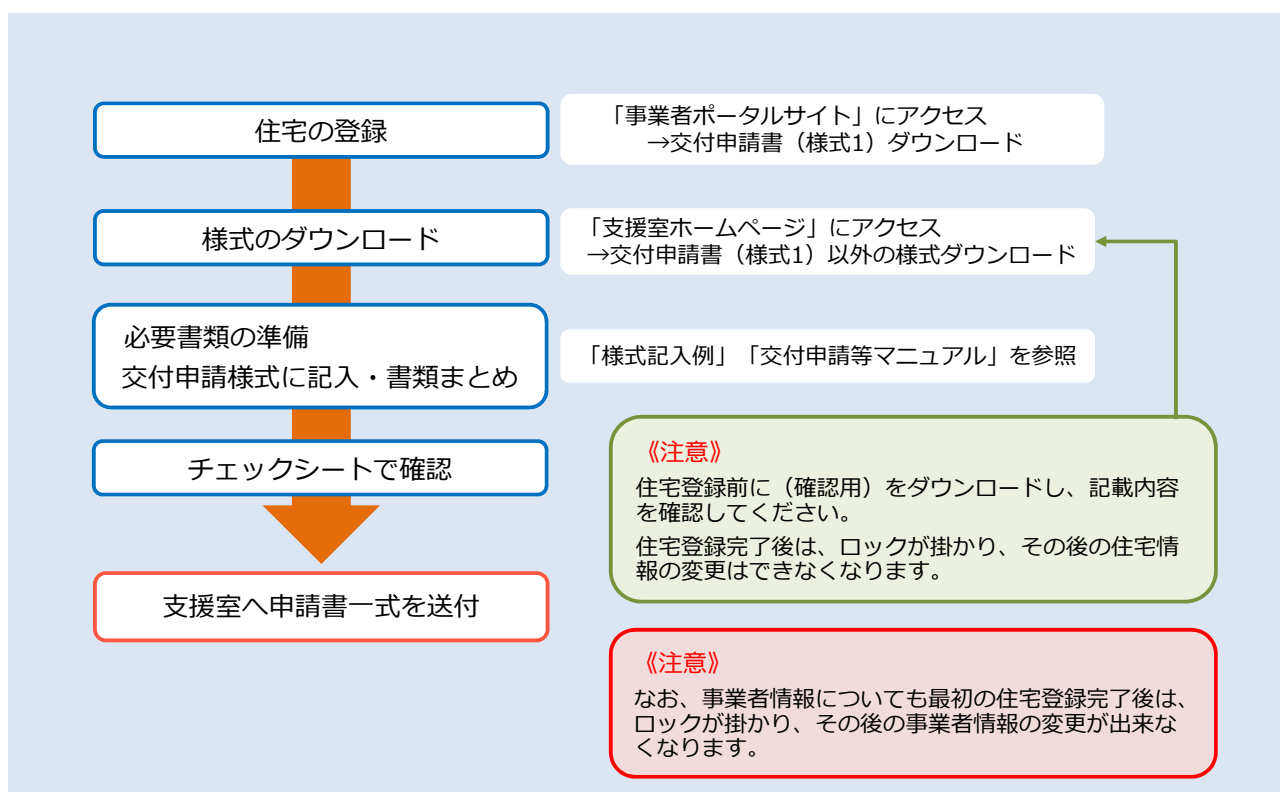 住宅の登録
「事業者ポータルサイト」にアクセス
→交付申請書（様式1）ダウンロード
様式のダウンロード
「支援室ホームページ」にアクセス
→交付申請書（様式1）以外の様式ダウンロード
必要書類の準備
交付申請様式に記入・書類まとめ
「様式記入例」「交付申請等マニュアル」を参照
チェックシートで確認
支援室へ申請書一式を送付
《注意》
住宅登録前に（確認用）をダウンロードし、記載内容
を確認してください。
住宅登録完了後は、ロックが掛かり、その後の住宅情
報の変更はできなくなります。
《注意》
なお、事業者情報についても最初の住宅登録完了後は、
ロックが掛かり、その後の事業者情報の変更が出来な
くなります。